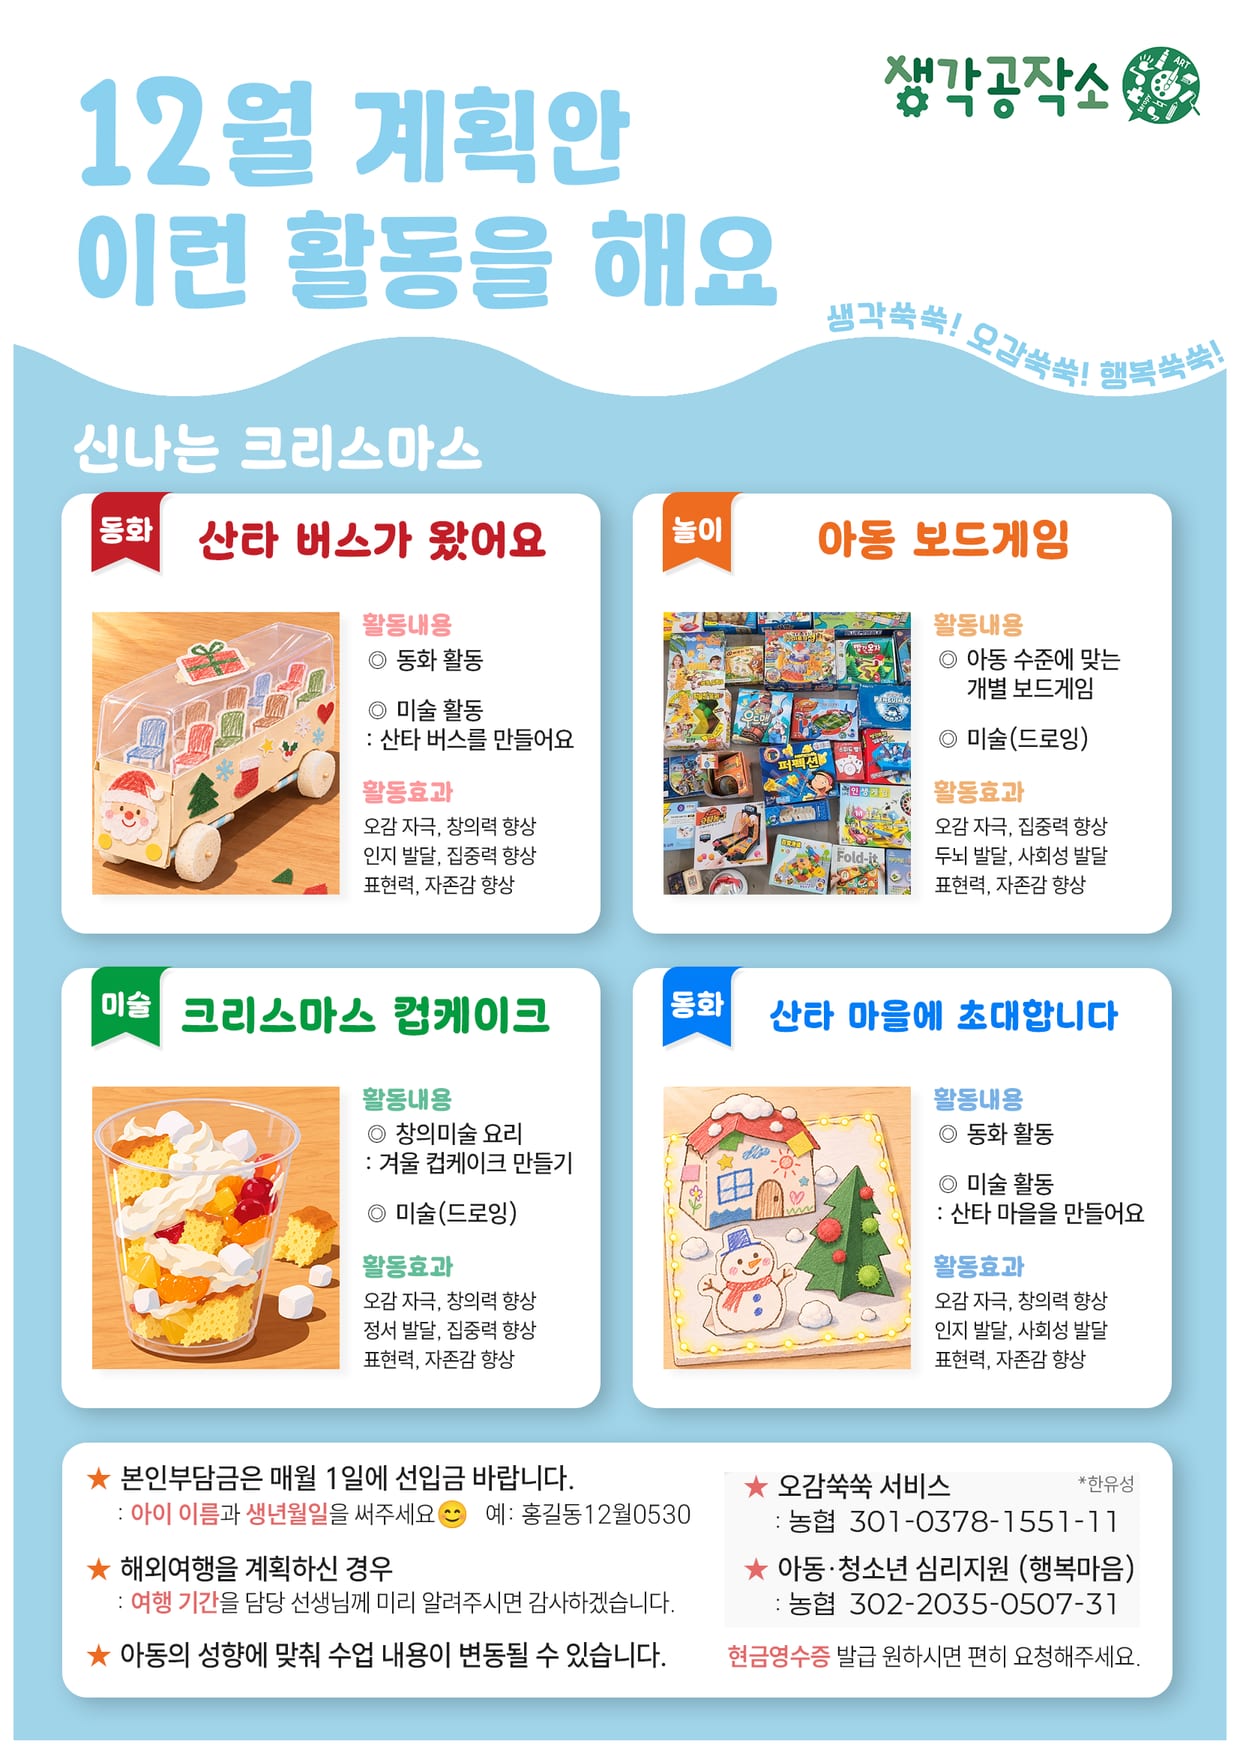 생각공작소
ART
therapy
12월 계획안
이런 활동을 해요
생각쑥쑥! 오감쑥쑥! 행복쑥쑥!
신나는 크리스마스
동화
산타 버스가 왔어요
활동내용
◎ 동화 활동
◎ 미술 활동
: 산타 버스를 만들어요
활동효과
오감 자극, 창의력 향상
인지 발달, 집중력 향상
표현력, 자존감 향상
놀이
아동 보드게임
퍼펙션
인생게임
Fold-it
활동내용
◎ 아동 수준에 맞는
개별 보드게임
◎ 미술(드로잉)
활동효과
오감 자극, 집중력 향상
두뇌 발달, 사회성 발달
표현력, 자존감 향상
미술
크리스마스 컵케이크
활동내용
◎ 창의미술 요리
: 겨울 컵케이크 만들기
◎ 미술(드로잉)
활동효과
오감 자극, 창의력 향상
정서 발달, 집중력 향상
표현력, 자존감 향상
동화
산타 마을에 초대합니다
활동내용
◎ 동화 활동
◎ 미술 활동
: 산타 마을을 만들어요
활동효과
오감 자극, 창의력 향상
인지 발달, 사회성 발달
표현력, 자존감 향상
★ 본인부담금은 매월 1일에 선입금 바랍니다.
: 아이 이름과 생년월일을 써주세요😊 예: 홍길동12월0530
★ 해외여행을 계획하신 경우
: 여행 기간을 담당 선생님께 미리 알려주시면 감사하겠습니다.
★ 아동의 성향에 맞춰 수업 내용이 변동될 수 있습니다.
★ 오감쑥쑥 서비스 *한유성
: 농협 301-0378-1551-11
★ 아동·청소년 심리지원 (행복마음)
: 농협 302-2035-0507-31
현금영수증 발급 원하시면 편히 요청해주세요.